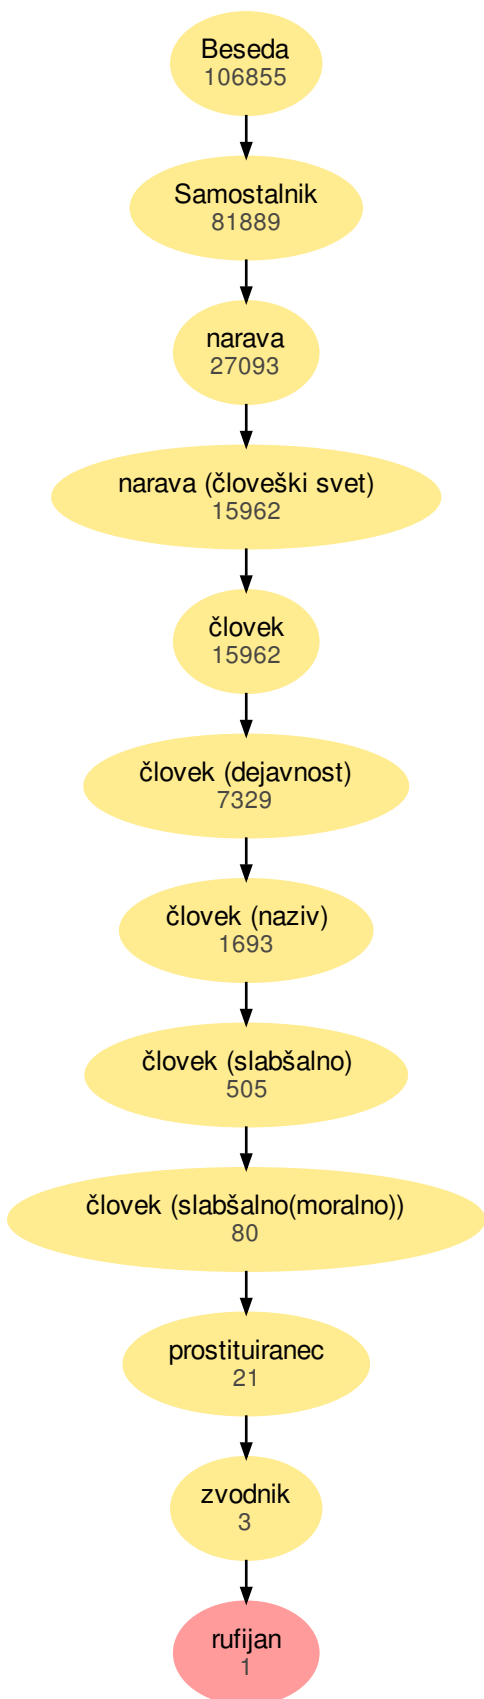 Beseda
106855
Samostalnik
81889
narava
27093
narava (človeški svet)
15962
človek
15962
človek (dejavnost)
7329
človek (naziv)
1693
človek (slabšalno)
505
človek (slabšalno(moralno))
80
prostituiranec
21
zvodnik
3
rufijan
1